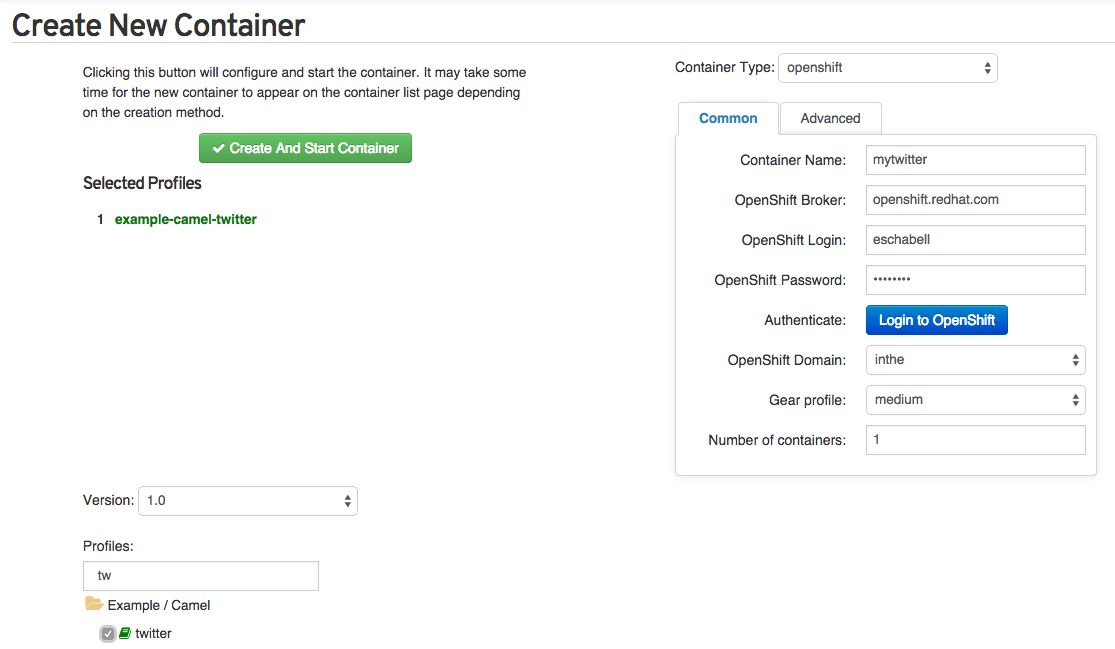 Create New Container
Clicking this button will configure and start the container. It may take some
time for the new container to appear on the container list page depending
on the creation method.
Create And Start Container
Selected Profiles
1 example-camel-twitter
Version: 1.0
Profiles:
tw
Example / Camel
twitter
Container Type: openshift
Common Advanced
Container Name: mytwitter
OpenShift Broker: openshift.redhat.com
OpenShift Login: eschabell
OpenShift Password: ••••••••
Authenticate: Login to OpenShift
OpenShift Domain: inthe
Gear profile: medium
Number of containers: 1